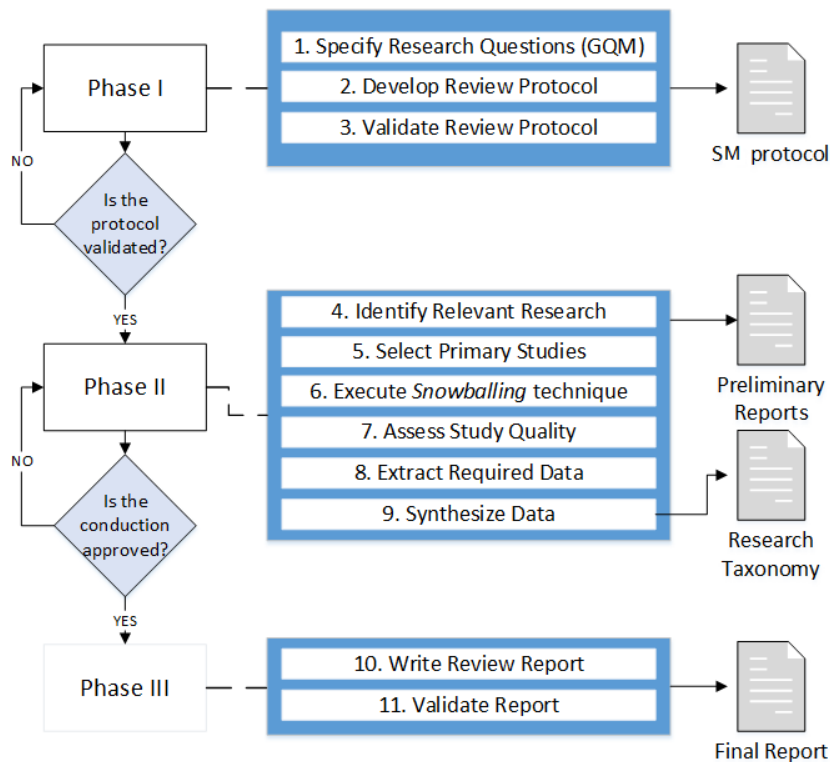 1. Specify Research Questions (GQM)
Phase I
2. Develop Review Protocol
3. Validate Review Protocol
SM protocol
NO
Is the
protocol
validated?
YES
4. Identify Relevant Research
5. Select Primary Studies
Phase II
6. Execute Snowballing technique
Preliminary
Reports
7. Assess Study Quality
NO
8. Extract Required Data
Is the
conduction
approved?
9. Synthesize Data
Research
Taxonomy
YES
10. Write Review Report
Phase III
11. Validate Report
Final Report